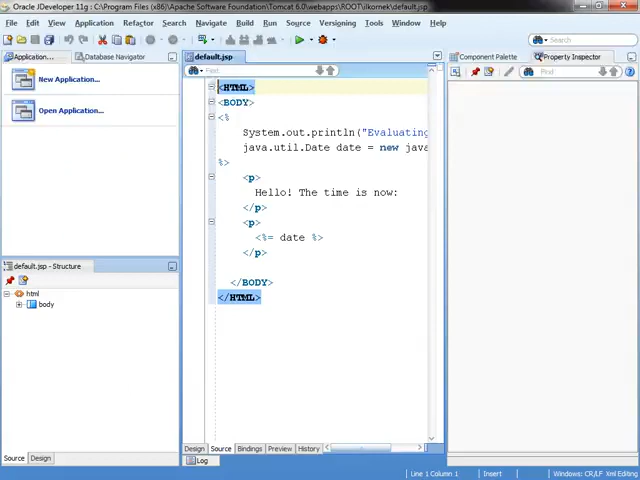 Oracle JDeveloper 11g : C:\Program Files (x86)\Apache Software Foundation\Tomcat 6.0\webapps\ROOT\ilkornek\default.jsp
File Edit View Application Refactor Search Navigate Build Run Source Versioning Tools Window Help
Search
Application... Database Navigator
default.jsp
Component Palette Property Inspector
Find
Find
New Application...
Open Application...
<HTML>
<BODY>
<%
System.out.println("Evaluating
java.util.Date date = new java
%>
<p>
Hello! The time is now:
</p>
<p>
<%= date %>
</p>
</BODY>
</HTML>
default.jsp - Structure
html
body
Source Design
Design Source Bindings Preview History
Log
Line 1 Column 1 Insert Windows: CR/LF Xml Editing